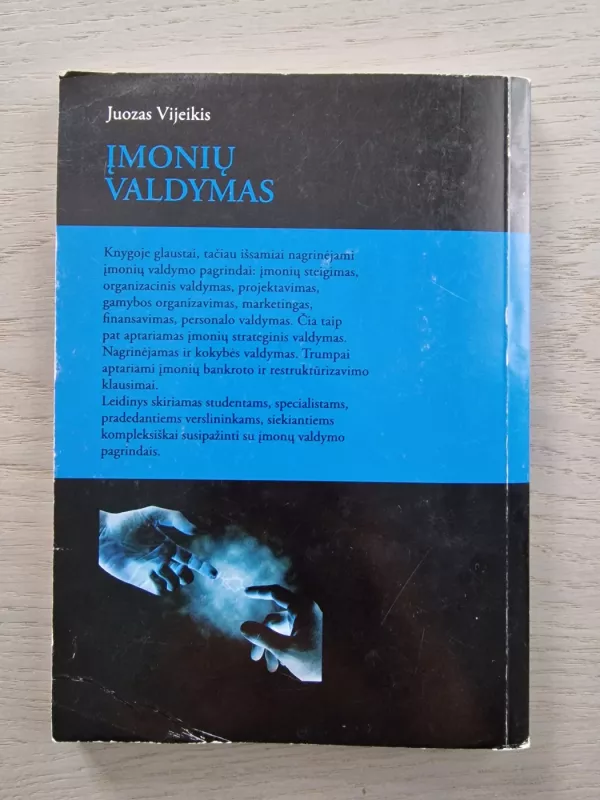 Juozas Vijeikis
ĮMONIŲ
VALDYMAS
Knygoje glaustai, tačiau išsamiai nagrinėjami
įmonių valdymo pagrindai: įmonių steigimas,
organizacinis valdymas, projektavimas,
gamybos organizavimas, marketingas,
finansavimas, personalo valdymas. Čia taip
pat aptariamas įmonių strateginis valdymas.
Nagrinėjamas ir kokybės valdymas. Trumpai
aptariami įmonių bankroto ir restruktūrizavimo
klausimai.
Leidinys skiriamas studentams, specialistams,
pradedantiems verslininkams, siekiantiems
kompleksiškai susipažinti su įmonų valdymo
pagrindais.